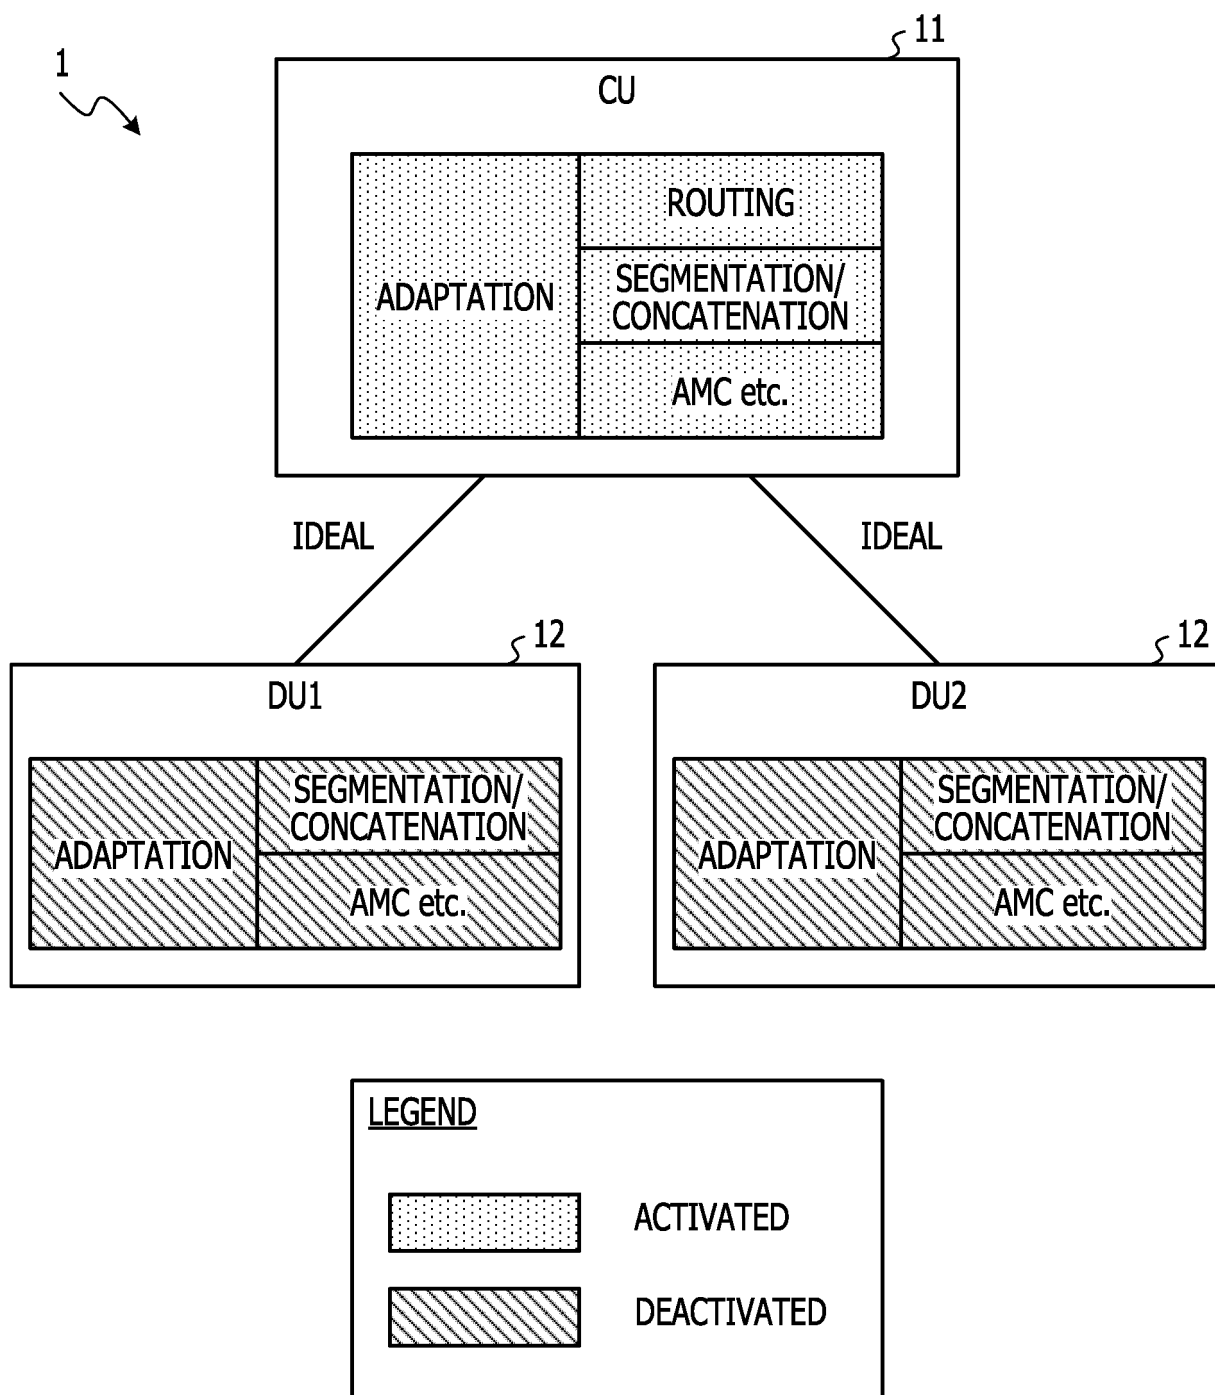 11
1
CU
ROUTING
ADAPTATION
SEGMENTATION/
CONCATENATION
AMC etc.
IDEAL
IDEAL
12
12
DU1
DU2
SEGMENTATION/
CONCATENATION
ADAPTATION
AMC etc.
SEGMENTATION/
CONCATENATION
ADAPTATION
AMC etc.
LEGEND
ACTIVATED
DEACTIVATED